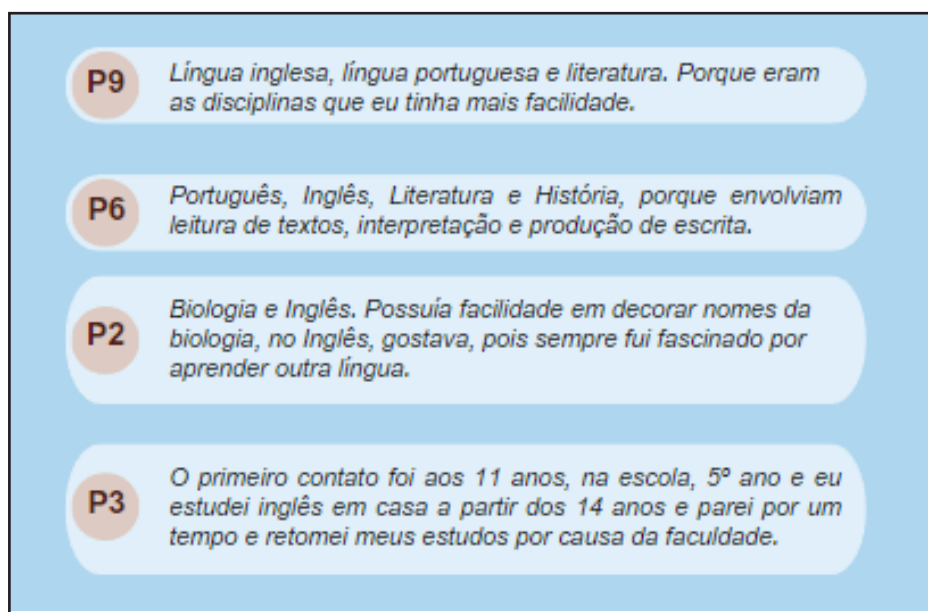 P9
Língua inglesa, língua portuguesa e literatura. Porque eram
as disciplinas que eu tinha mais facilidade.
P6
Português, Inglês, Literatura e História, porque envolviam
leitura de textos, interpretação e produção de escrita.
P2
Biologia e Inglês. Possuía facilidade em decorar nomes da
biologia, no Inglês, gostava, pois sempre fui fascinado por
aprender outra língua.
P3
O primeiro contato foi aos 11 anos, na escola, 5º ano e eu
estudei inglês em casa a partir dos 14 anos e parei por um
tempo e retomei meus estudos por causa da faculdade.